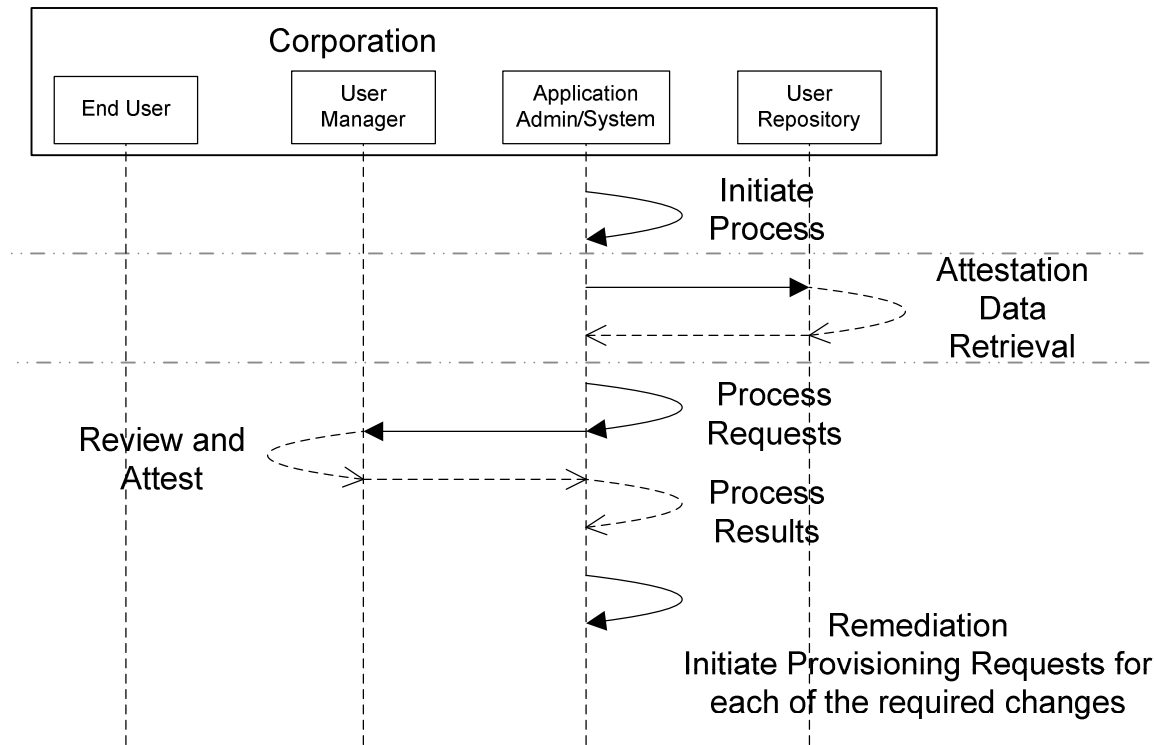 Corporation
End User
User
Manager
Application
Admin/System
User
Repository
Initiate
Process
Attestation
Data
Retrieval
Process
Requests
Review and
Attest
Process
Results
Remediation
Initiate Provisioning Requests for
each of the required changes